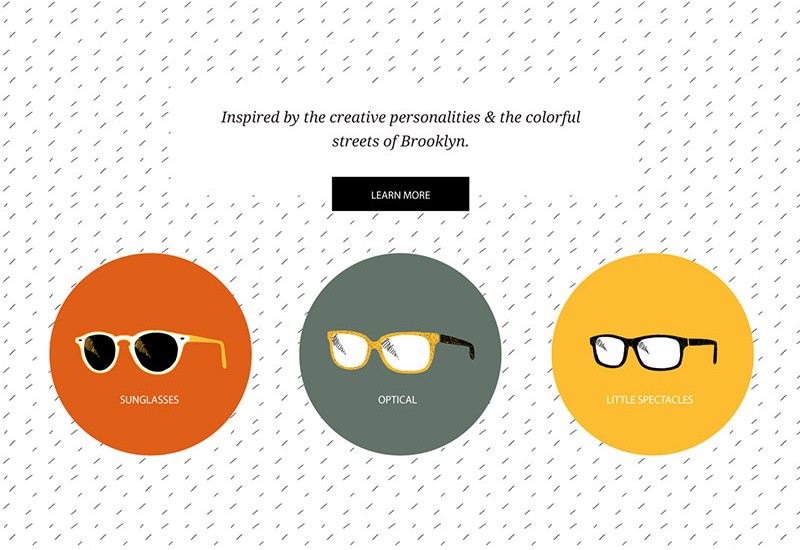 Inspired by the creative personalities & the colorful
streets of Brooklyn.
LEARN MORE
SUNGLASSES
OPTICAL
LITTLE SPECTACLES